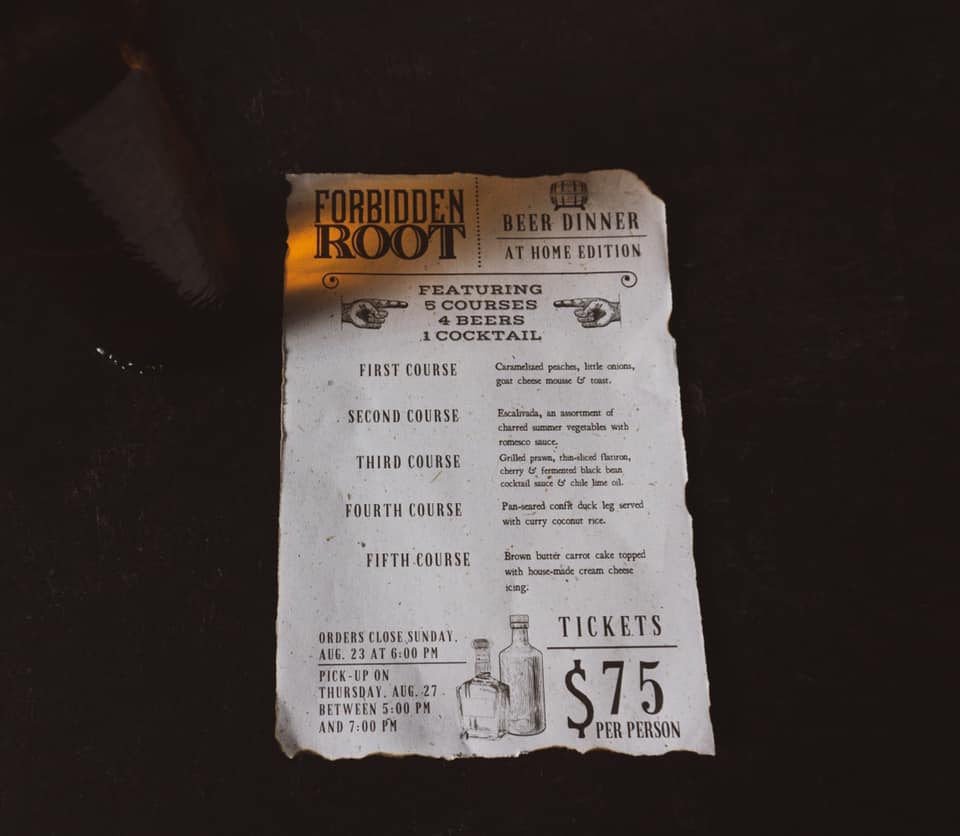 FORBIDDEN
ROOT
BEER DINNER
AT HOME EDITION
FEATURING
5 COURSES
4 BEERS
1 COCKTAIL
FIRST COURSE
Caramelized peaches, little onions,
goat cheese mousse & toast.
SECOND COURSE
Escalivada, an assortment of
charred summer vegetables with
romesco sauce.
THIRD COURSE
Grilled prawn, thin-sliced flatiron,
cherry & fermented black bean
cocktail sauce & chile lime oil.
FOURTH COURSE
Pan-seared confit duck leg served
with curry coconut rice.
FIFTH COURSE
Brown butter carrot cake topped
with house-made cream cheese
icing.
ORDERS CLOSE SUNDAY,
AUG. 23 AT 6:00 PM
PICK-UP ON
THURSDAY, AUG. 27
BETWEEN 5:00 PM
AND 7:00 PM
TICKETS
$75
PER PERSON